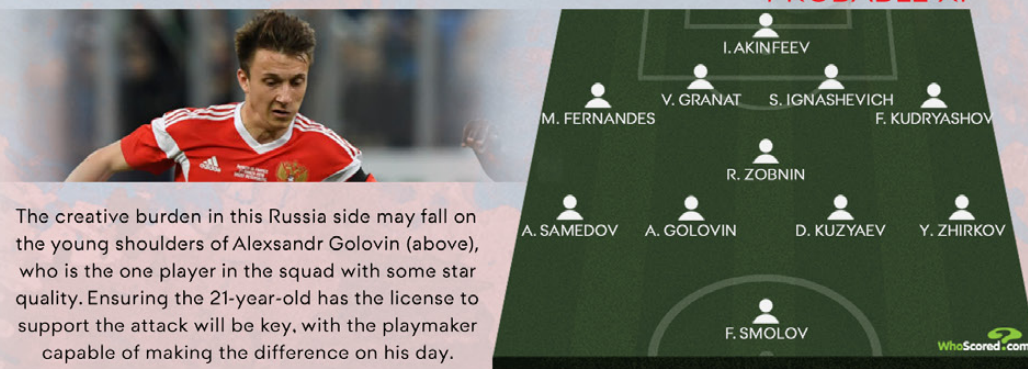 PROBABLE XI
I. AKINFEEV
V. GRANAT S. IGNASHEVICH
M. FERNANDES F. KUDRYASHOV
R. ZOBNIN
A. SAMEDOV A. GOLOVIN D. KUZYAEV Y. ZHIRKOV
F. SMOLOV
WhoScored.com
adidas
The creative burden in this Russia side may fall on
the young shoulders of Alexsandr Golovin (above),
who is the one player in the squad with some star
quality. Ensuring the 21-year-old has the license to
support the attack will be key, with the playmaker
capable of making the difference on his day.